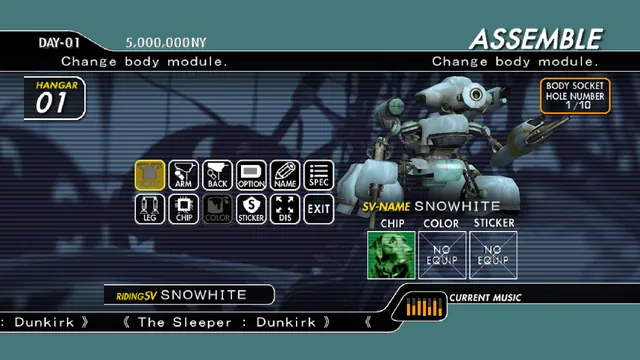 DAY-01 5,000,000NY ASSEMBLE
Change body module. Change body module.
HANGAR
01
BODY SOCKET
HOLE NUMBER
1/10
ARM BACK OPTION NAME SPEC
LEG CHIP COLOR STICKER DIS EXIT
SV-NAME SNOWHITE
CHIP COLOR STICKER
NO EQUIP NO EQUIP
RIDING SV SNOWHITE
CURRENT MUSIC
: Dunkirk 》 《 The Sleeper : Dunkirk 》 《